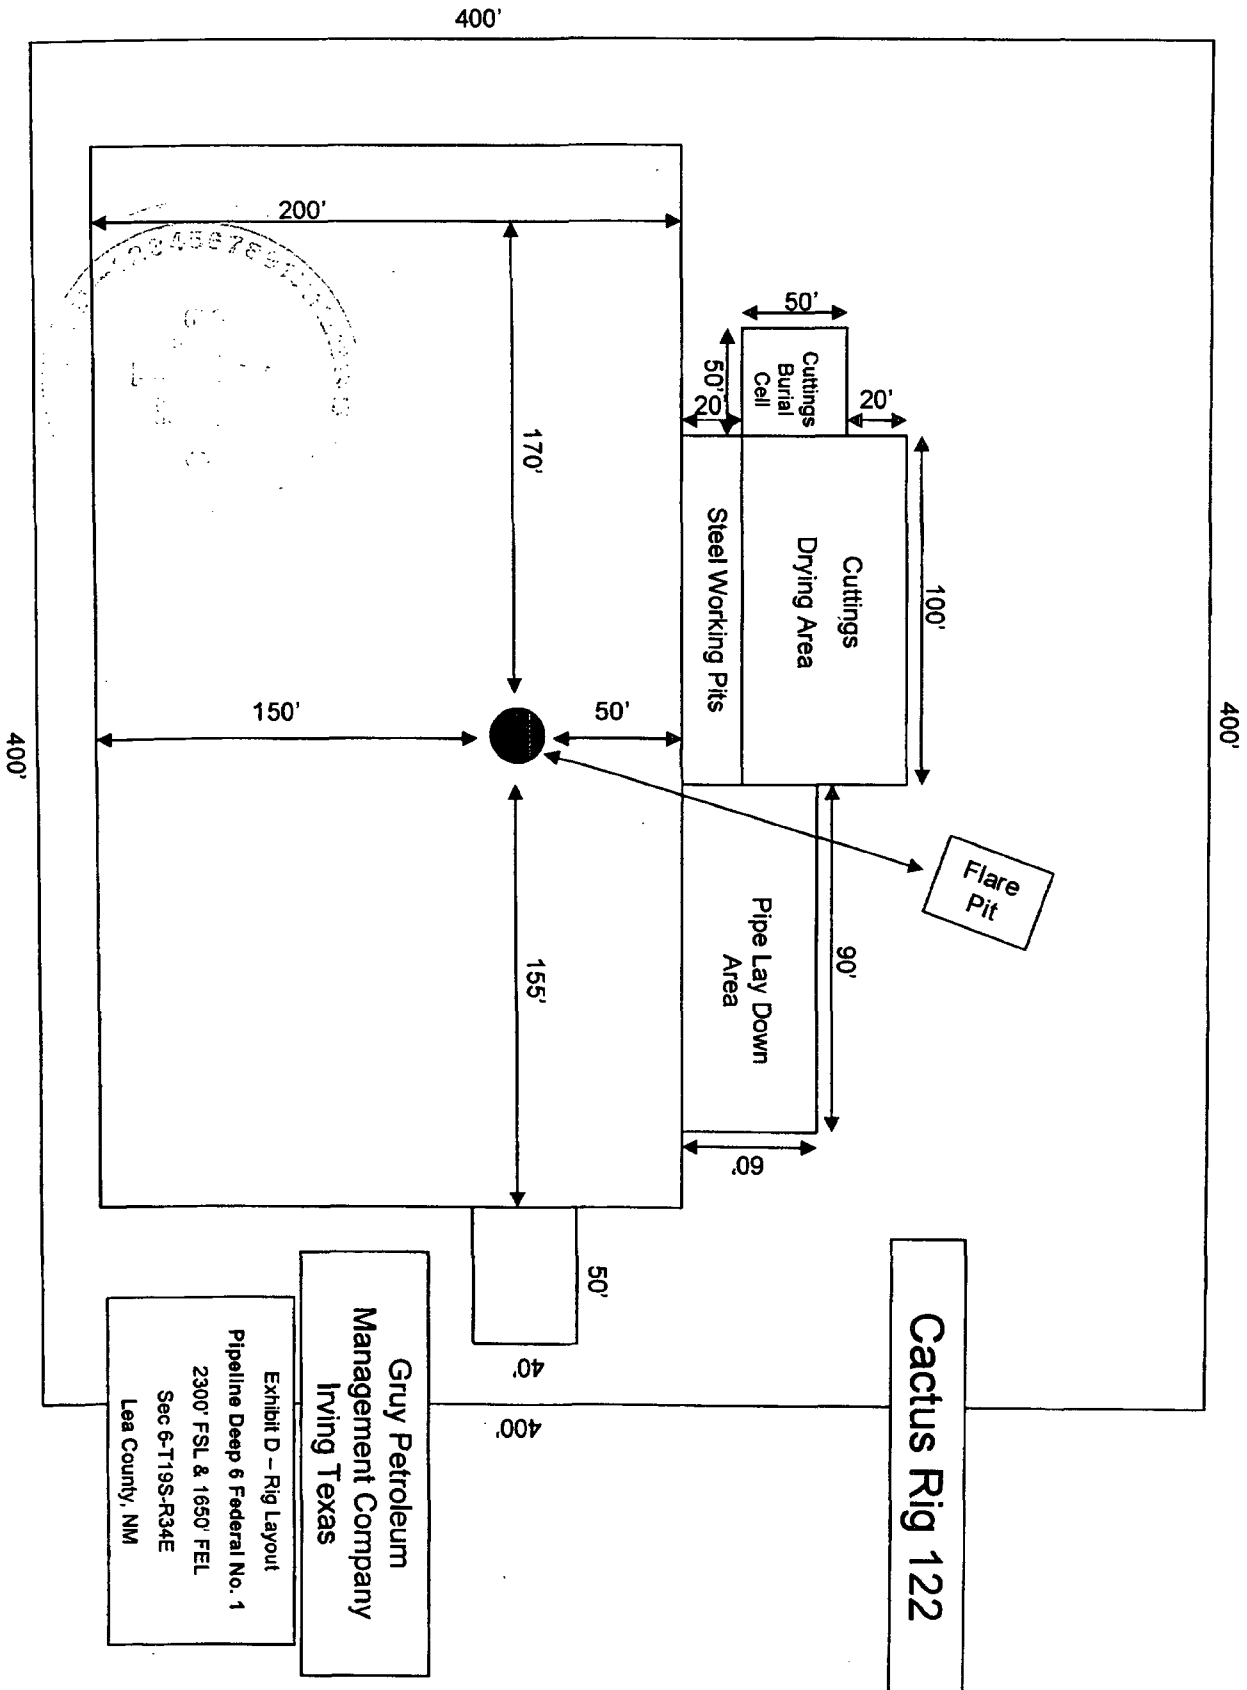 400'
400'
400'
400'
200'
170'
150'
50'
155'
50'
50'
20'
20'
100'
90'
60'
50'
40'
Cuttings
Burial
Cell
Cuttings
Drying Area
Steel Working Pits
Flare
Pit
Pipe Lay Down
Area
Cactus Rig 122
Gruy Petroleum
Management Company
Irving Texas
Exhibit D – Rig Layout
Pipeline Deep 6 Federal No. 1
2300' FSL & 1650' FEL
Sec 6-T19S-R34E
Lea County, NM